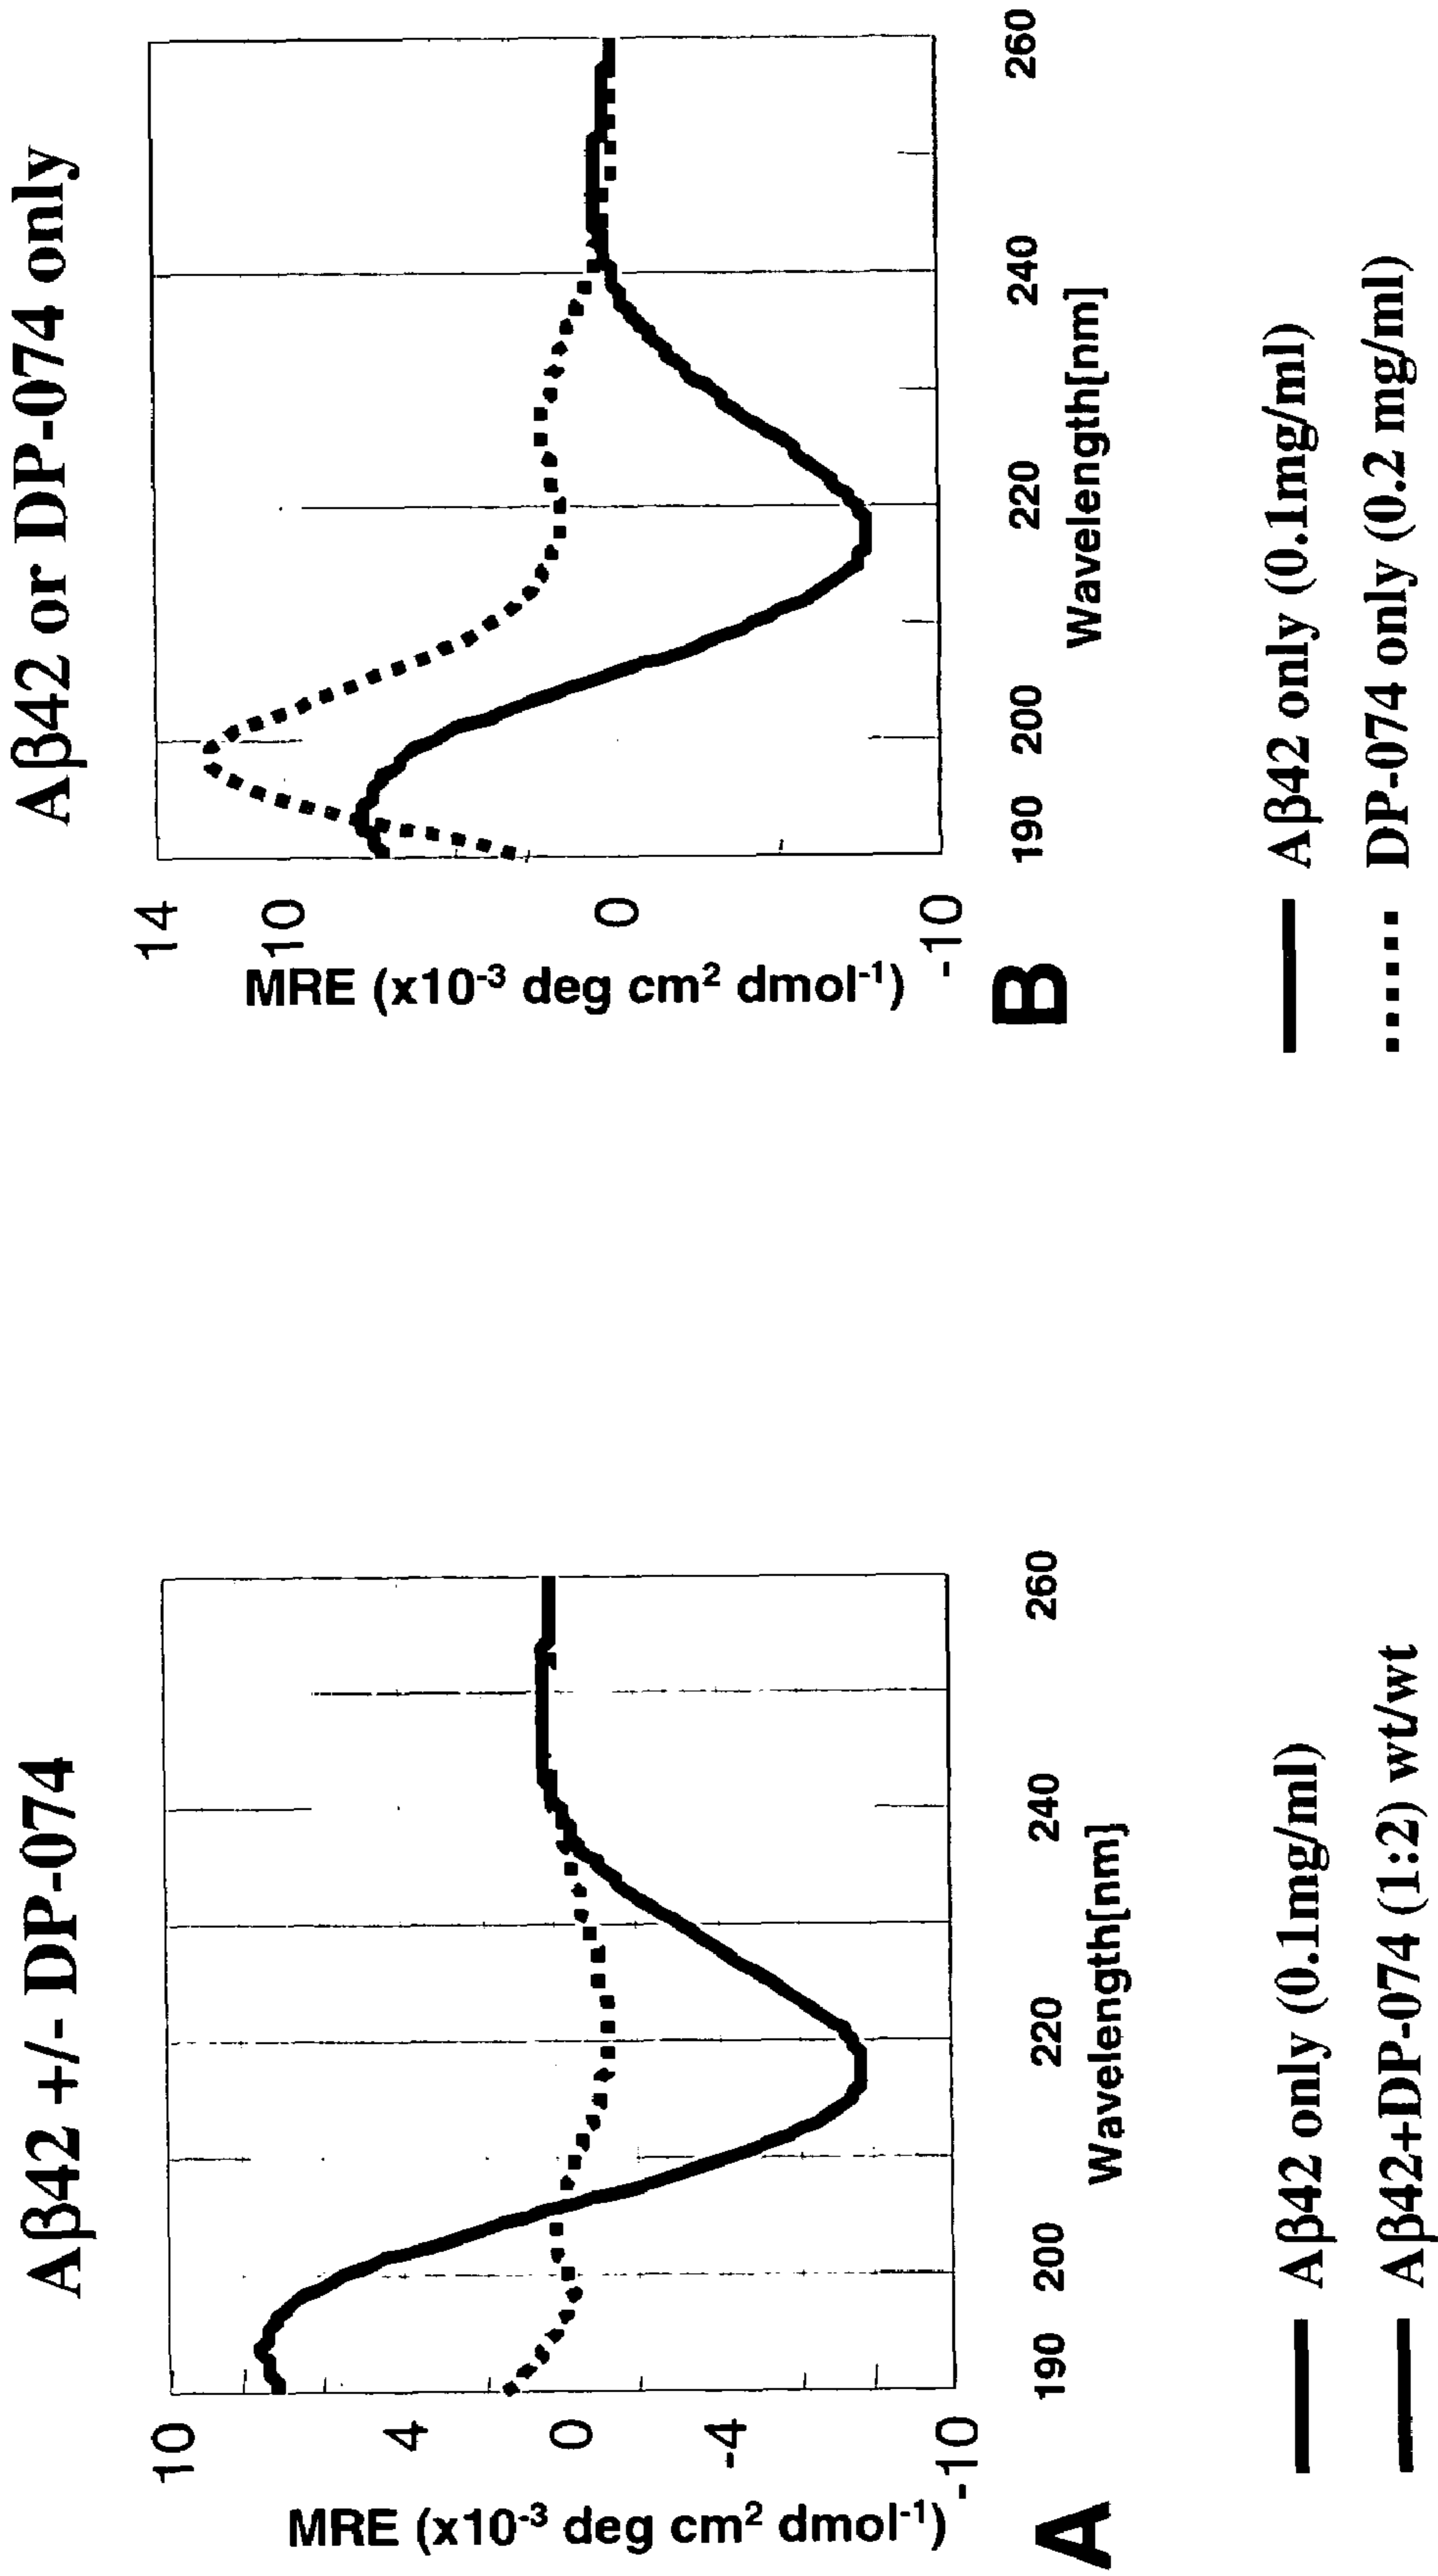 Aβ42 +/- DP-074
10
4
0
-4
-10
MRE (x10-3 deg cm2 dmol-1)
190 200 220 240 260
Wavelength[nm]
A
Aβ42 only (0.1mg/ml)
Aβ42+DP-074 (1:2) wt/wt
Aβ42 or DP-074 only
14
10
0
-10
MRE (x10-3 deg cm2 dmol-1)
190 200 220 240 260
Wavelength[nm]
B
Aβ42 only (0.1mg/ml)
DP-074 only (0.2 mg/ml)